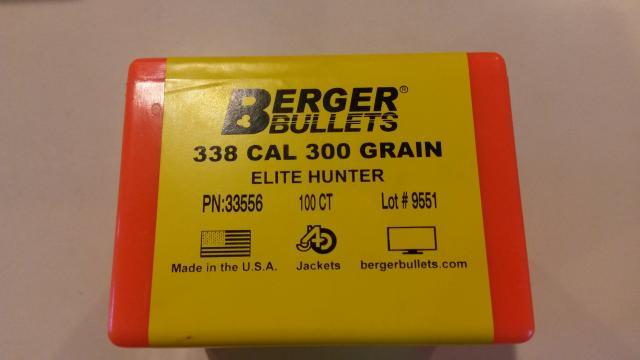 BERGER®
BULLETS
338 CAL 300 GRAIN
ELITE HUNTER
PN:33556 100 CT Lot # 9551
Made in the U.S.A. J4 Jackets bergerbullets.com